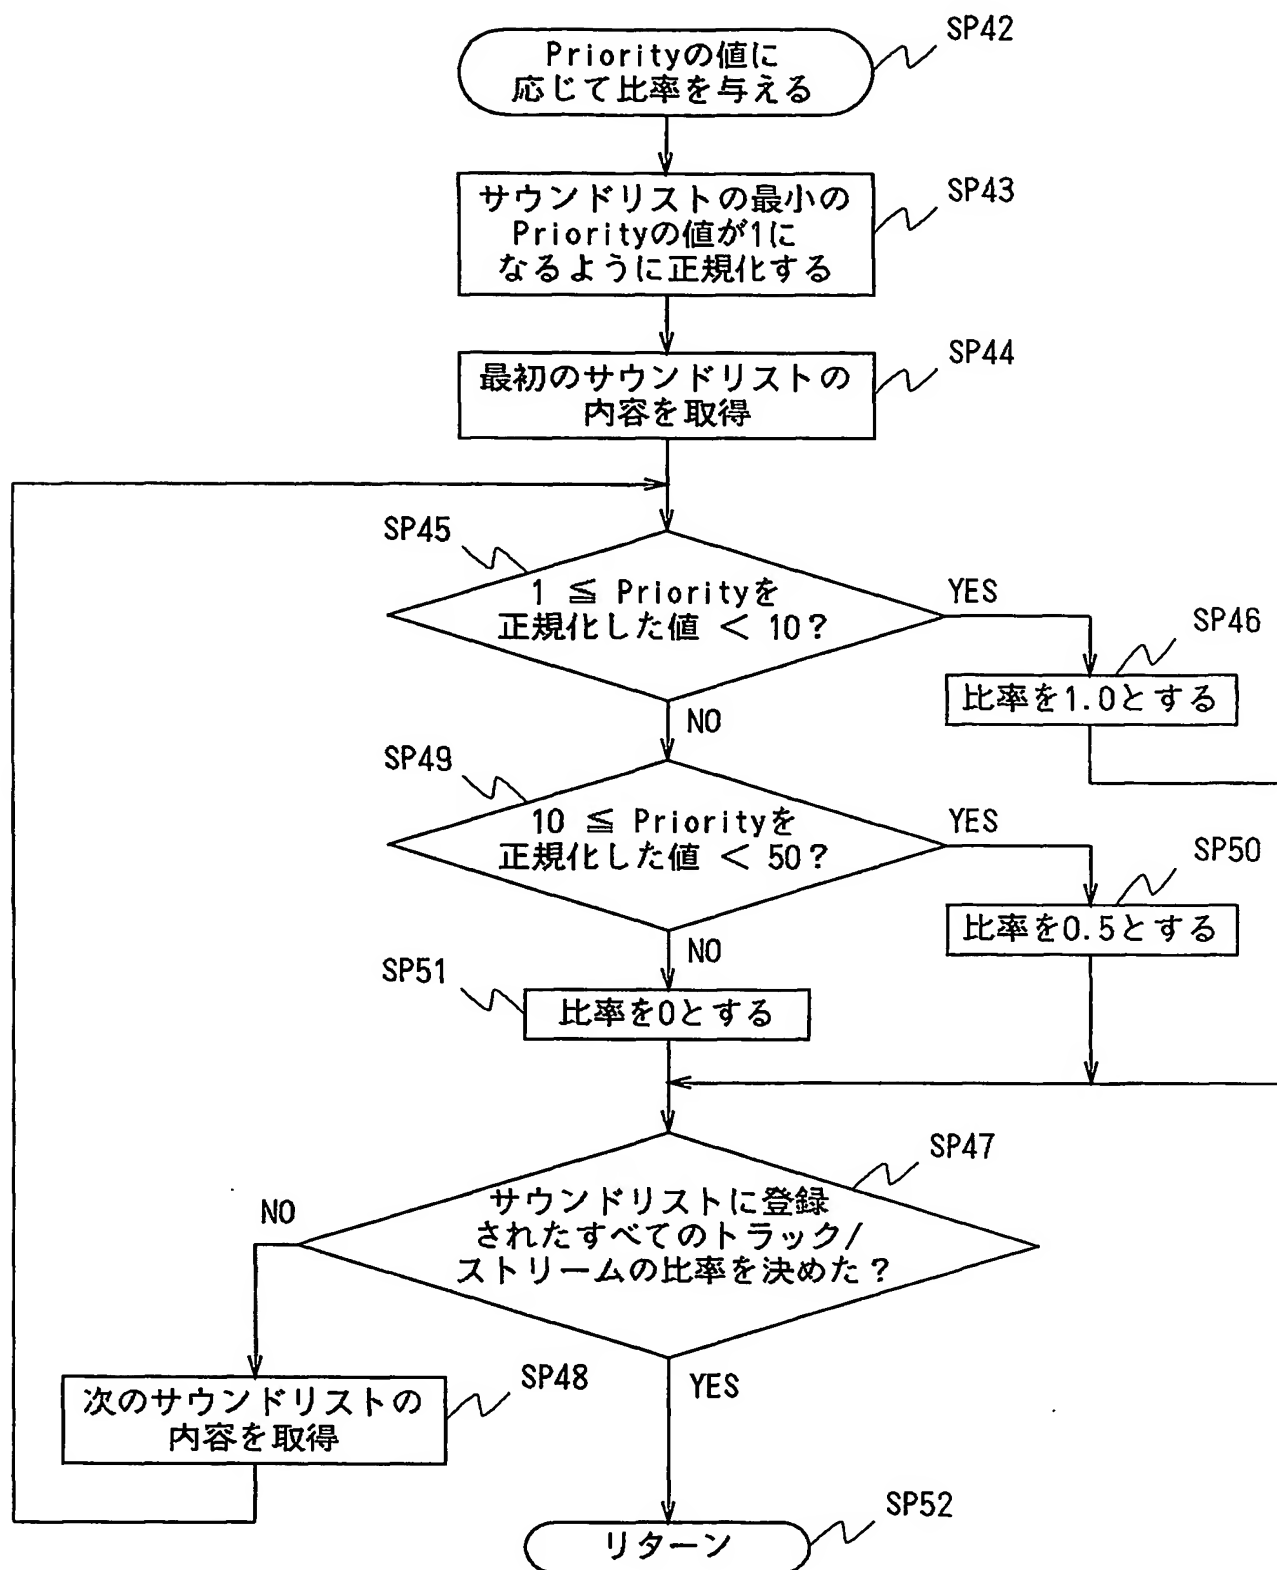 SP42
Priorityの値に
応じて比率を与える
SP43
サウンドリストの最小の
Priorityの値が1に
なるように正規化する
SP44
最初のサウンドリストの
内容を取得
SP45
1 ≦ Priorityを
正規化した値 < 10?
YES
SP46
比率を1.0とする
NO
SP49
10 ≦ Priorityを
正規化した値 < 50?
YES
SP50
比率を0.5とする
NO
SP51
比率を0とする
SP47
サウンドリストに登録
されたすべてのトラック/
ストリームの比率を決めた?
NO
SP48
次のサウンドリストの
内容を取得
YES
SP52
リターン